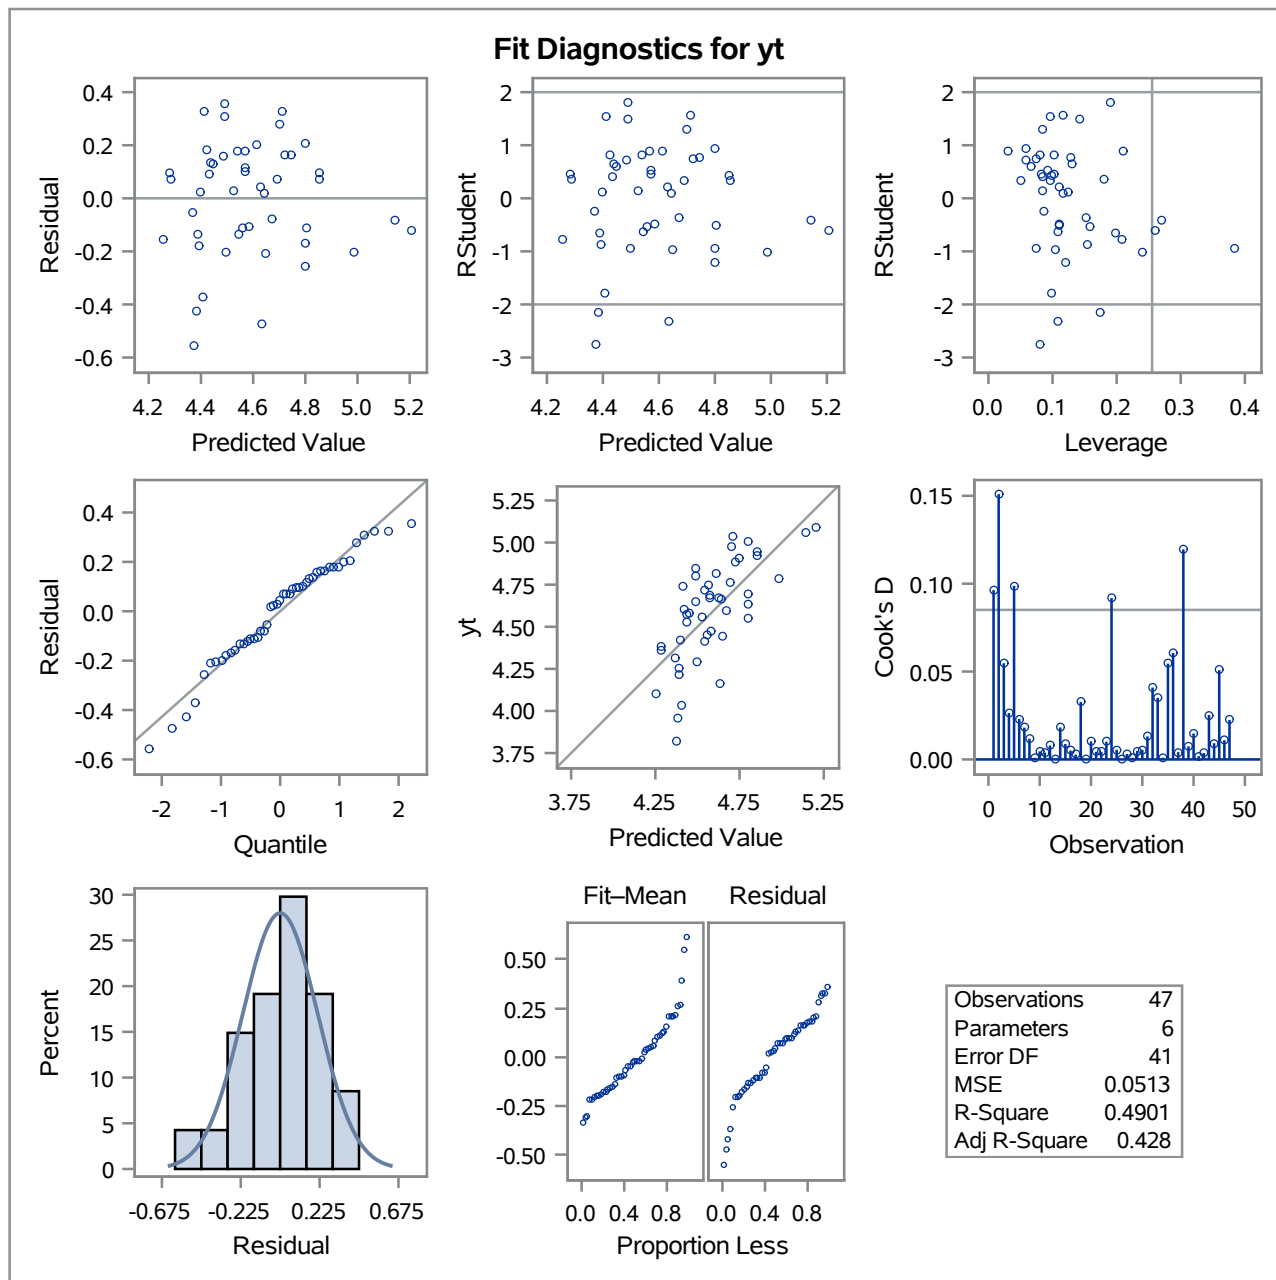 Fit Diagnostics for yt
Residual
0.4
0.2
0.0
-0.2
-0.4
-0.6
4.2 4.4 4.6 4.8 5.0 5.2
Predicted Value
RStudent
2
1
0
-1
-2
-3
4.2 4.4 4.6 4.8 5.0 5.2
Predicted Value
RStudent
2
1
0
-1
-2
-3
0.0 0.1 0.2 0.3 0.4
Leverage
Residual
0.4
0.2
0.0
-0.2
-0.4
-0.6
-2 -1 0 1 2
Quantile
yt
5.25
5.00
4.75
4.50
4.25
4.00
3.75
3.75 4.25 4.75 5.25
Predicted Value
Cook's D
0.15
0.10
0.05
0.00
0 10 20 30 40 50
Observation
Percent
30
25
20
15
10
5
0
-0.675 -0.225 0.225 0.675
Residual
Fit–Mean Residual
0.50
0.25
0.00
-0.25
-0.50
0.0 0.4 0.8 0.0 0.4 0.8
Proportion Less
Observations 47
Parameters 6
Error DF 41
MSE 0.0513
R-Square 0.4901
Adj R-Square 0.428